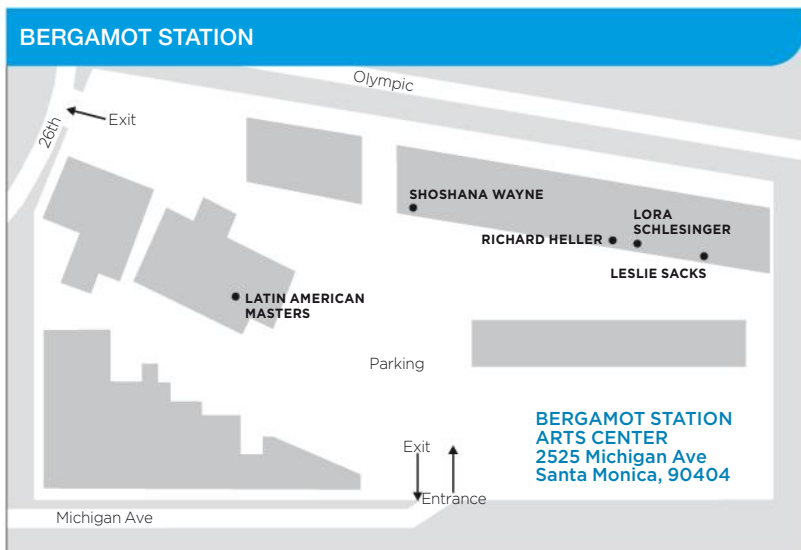 BERGAMOT STATION
Olympic
26th
Exit
SHOSHANA WAYNE
LORA
SCHLESINGER
RICHARD HELLER
LESLIE SACKS
LATIN AMERICAN
MASTERS
Parking
BERGAMOT STATION
ARTS CENTER
2525 Michigan Ave
Santa Monica, 90404
Exit
Entrance
Michigan Ave